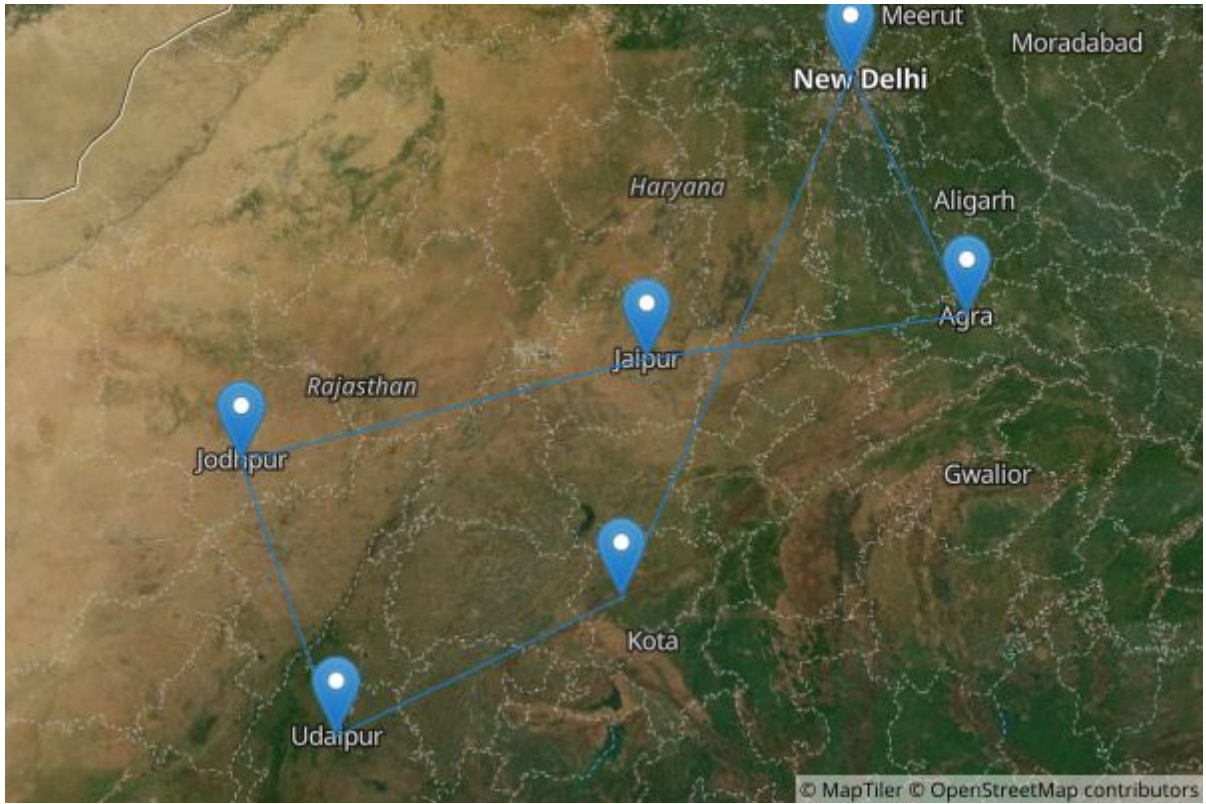 Meerut
Moradabad
New Delhi
Haryana
Aligarh
Agra
Jaipur
Rajasthan
Jodhpur
Gwalior
Kota
Udaipur
© MapTiler © OpenStreetMap contributors